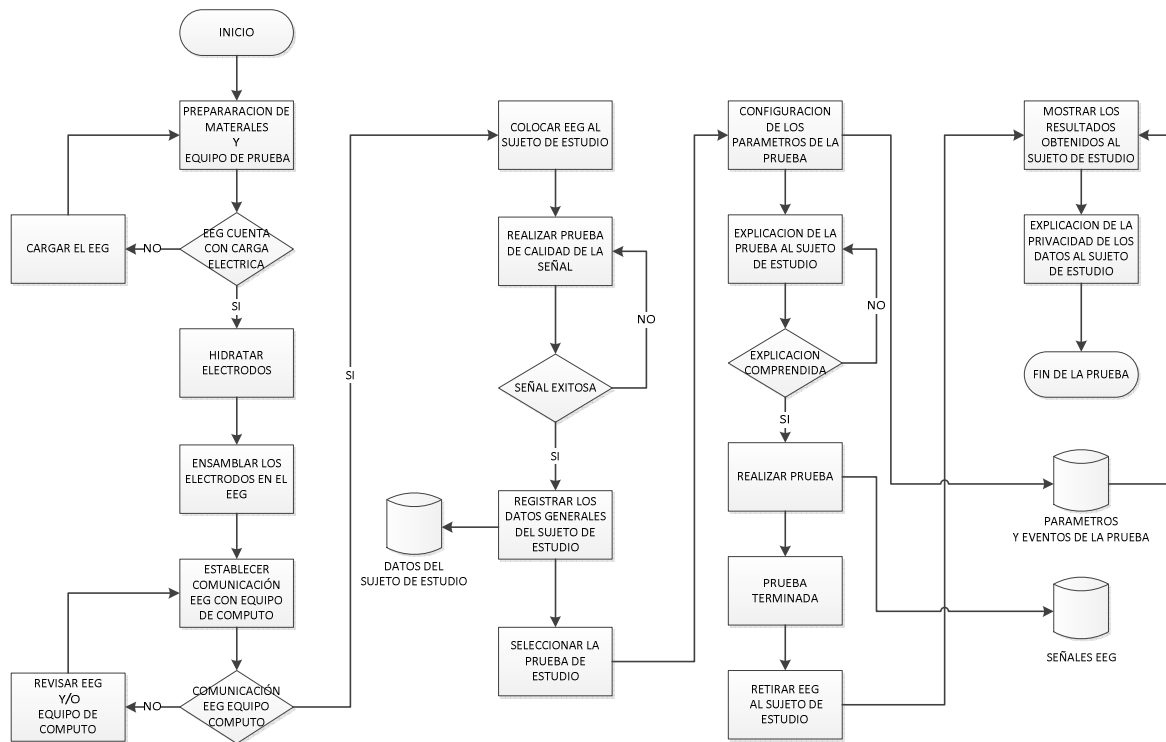 INICIO
PREPARARACION DE
MATERALES
Y
EQUIPO DE PRUEBA
CARGAR EL EEG
NO
EEG CUENTA
CON CARGA
ELECTRICA
SI
HIDRATAR
ELECTRODOS
ENSAMBLAR LOS
ELECTRODOS EN EL
EEG
ESTABLECER
COMUNICACIÓN
EEG CON EQUIPO
DE COMPUTO
REVISAR EEG
Y/O
EQUIPO DE
COMPUTO
NO
COMUNICACIÓN
EEG EQUIPO
COMPUTO
SI
COLOCAR EEG AL
SUJETO DE ESTUDIO
REALIZAR PRUEBA
DE CALIDAD DE LA
SEÑAL
NO
SEÑAL EXITOSA
SI
REGISTRAR LOS
DATOS GENERALES
DEL SUJETO DE
ESTUDIO
DATOS DEL
SUJETO DE ESTUDIO
SELECCIONAR LA
PRUEBA DE
ESTUDIO
CONFIGURACION
DE LOS
PARAMETROS DE LA
PRUEBA
EXPLICACION DE LA
PRUEBA AL SUJETO
DE ESTUDIO
NO
EXPLICACION
COMPRENDIDA
SI
REALIZAR PRUEBA
PRUEBA
TERMINADA
RETIRAR EEG
AL SUJETO DE
ESTUDIO
MOSTRAR LOS
RESULTADOS
OBTENIDOS AL
SUJETO DE ESTUDIO
EXPLICACION DE LA
PRIVACIDAD DE LOS
DATOS AL SUJETO
DE ESTUDIO
FIN DE LA PRUEBA
PARAMETROS
Y EVENTOS DE LA PRUEBA
SEÑALES EEG